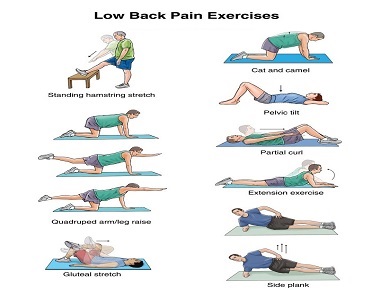 Low Back Pain Exercises
Standing hamstring stretch
Cat and camel
Pelvic tilt
Partial curl
Extension exercise
Quadruped arm/leg raise
Gluteal stretch
Side plank